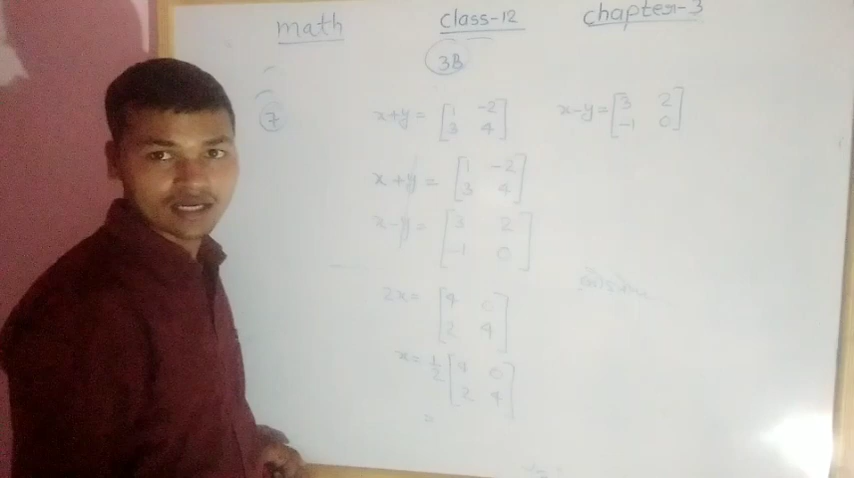 math class-12 chapter-3
3B
7 x+y = [1 -2 x-y = [3 2
3 4] -1 0]
x+y = [1 -2
3 4]
x-y = [3 2
-1 0]
2x = [4 0
2 4]
x = 1/2 [4 0
2 4]
=